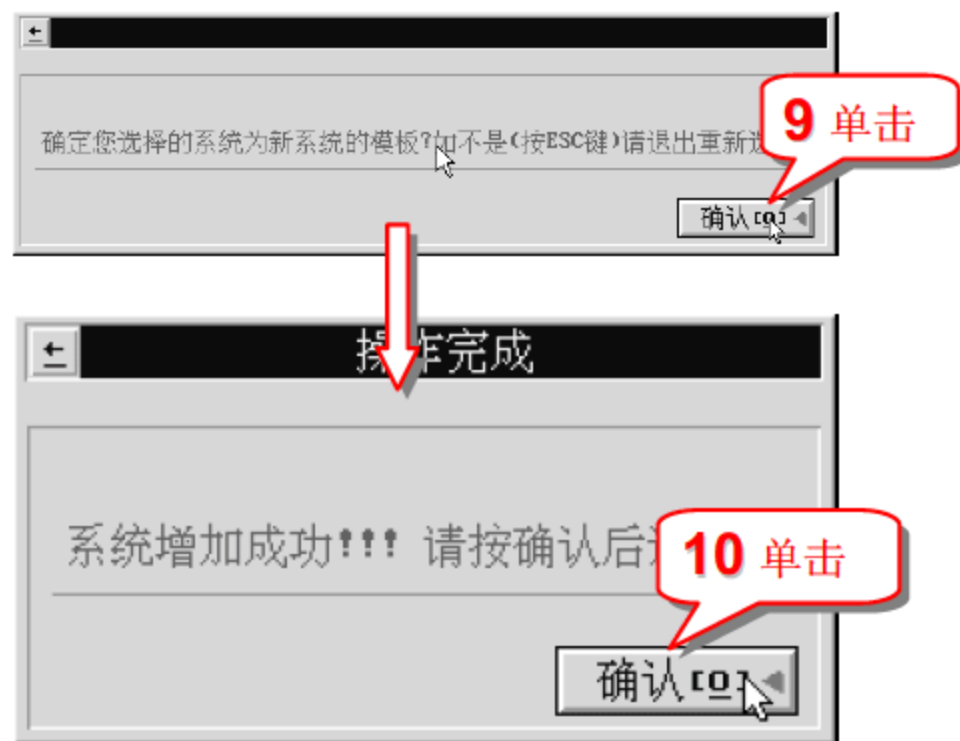 确定您选择的系统为新系统的模板?如不是(按ESC键)请退出重新
9 单击
确认[O]
操作完成
系统增加成功!!! 请按确认后
10 单击
确认[O]